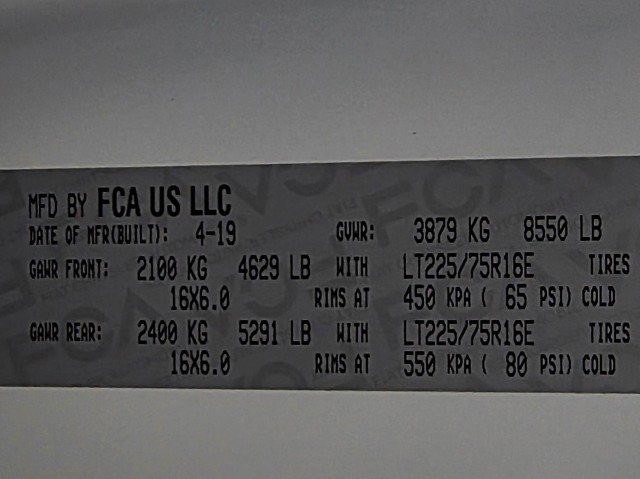 MFD BY FCA US LLC
DATE OF MFR(BUILT): 4-19 GVWR: 3879 KG 8550 LB
GAWR FRONT: 2100 KG 4629 LB WITH LT225/75R16E TIRES
16X6.0 RIMS AT 450 KPA ( 65 PSI) COLD
GAWR REAR: 2400 KG 5291 LB WITH LT225/75R16E TIRES
16X6.0 RIMS AT 550 KPA ( 80 PSI) COLD